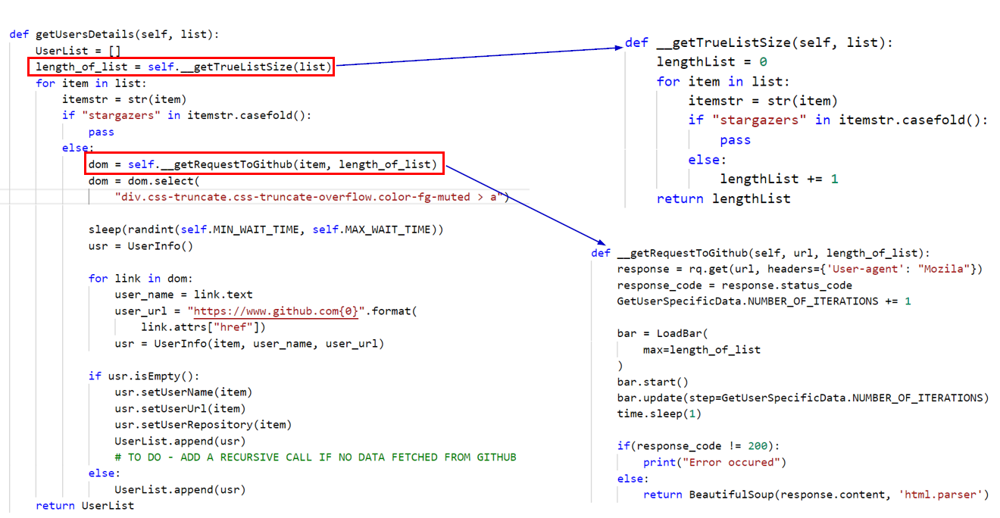 def getUsersDetails(self, list):
    UserList = []
    length_of_list = self.__getTrueListSize(list)
    for item in list:
        itemstr = str(item)
        if "stargazers" in itemstr.casefold():
            pass
        else:
            dom = self.__getRequestToGithub(item, length_of_list)
            dom = dom.select(
                "div.css-truncate.css-truncate-overflow.color-fg-muted > a")
            sleep(randint(self.MIN_WAIT_TIME, self.MAX_WAIT_TIME))
            usr = UserInfo()
            for link in dom:
                user_name = link.text
                user_url = "https://www.github.com{0}".format(
                    link.attrs["href"])
                usr = UserInfo(item, user_name, user_url)
            if usr.isEmpty():
                usr.setUserName(item)
                usr.setUserUrl(item)
                usr.setUserRepository(item)
                UserList.append(usr)
                # TO DO - ADD A RECURSIVE CALL IF NO DATA FETCHED FROM GITHUB
            else:
                UserList.append(usr)
    return UserList
def __getTrueListSize(self, list):
    lengthList = 0
    for item in list:
        itemstr = str(item)
        if "stargazers" in itemstr.casefold():
            pass
        else:
            lengthList += 1
    return lengthList
def __getRequestToGithub(self, url, length_of_list):
    response = rq.get(url, headers={'User-agent': "Mozila"})
    response_code = response.status_code
    GetUserSpecificData.NUMBER_OF_ITERATIONS += 1
    bar = LoadBar(
        max=length_of_list
    )
    bar.start()
    bar.update(step=GetUserSpecificData.NUMBER_OF_ITERATIONS)
    time.sleep(1)
    if(response_code != 200):
        print("Error occured")
    else:
        return BeautifulSoup(response.content, 'html.parser')